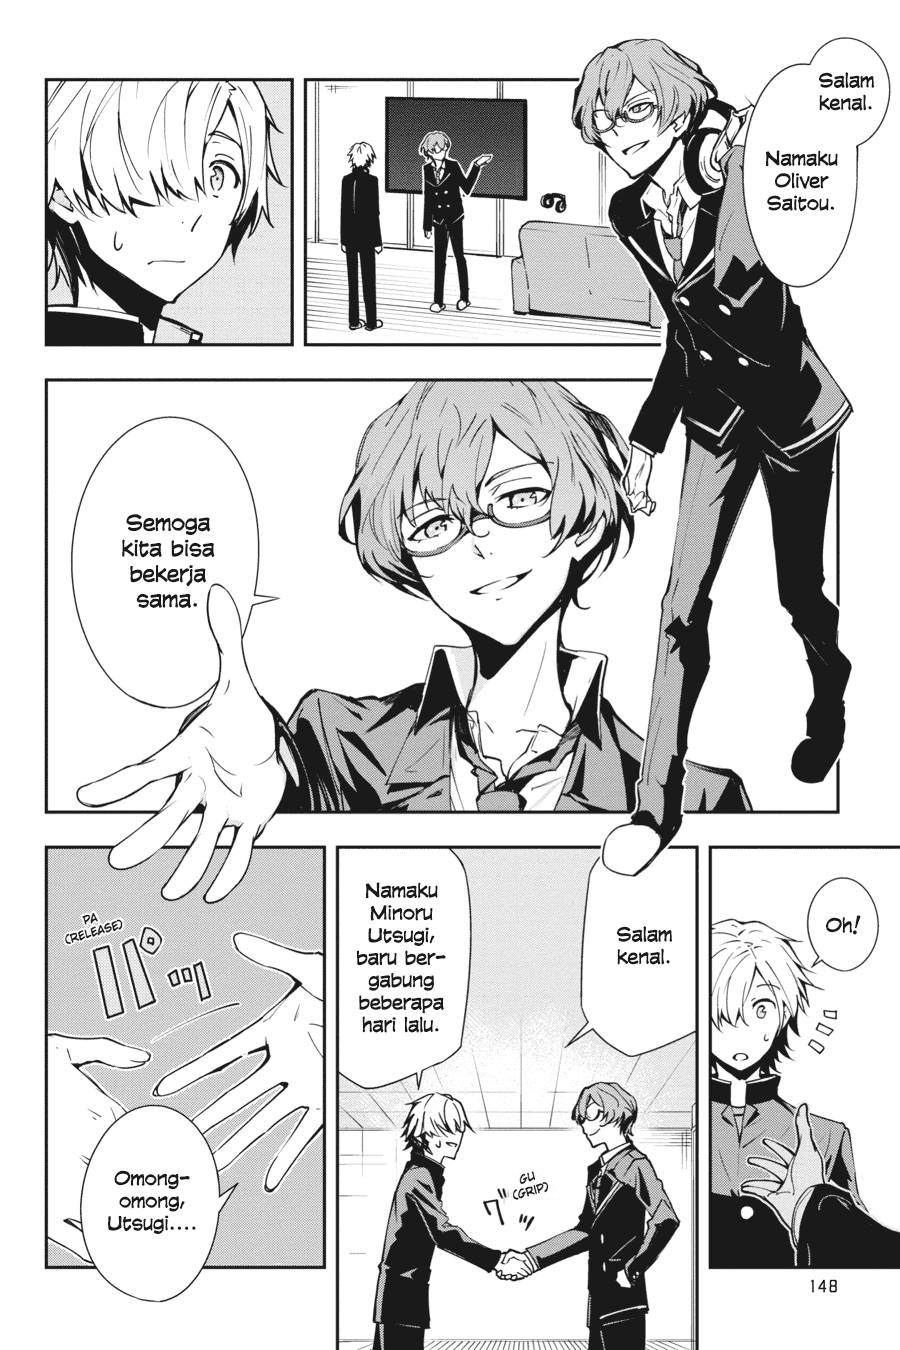 Salam
kenal.
Namaku
Oliver
Saitou.
Semoga
kita bisa
bekerja
sama.
Oh!
Salam
kenal.
Namaku
Minoru
Utsugi,
baru ber-
gabung
beberapa
hari lalu.
GU
(GRIP)
グッ
PA
(RELEASE)
パッ
Omong-
omong,
Utsugi....
148